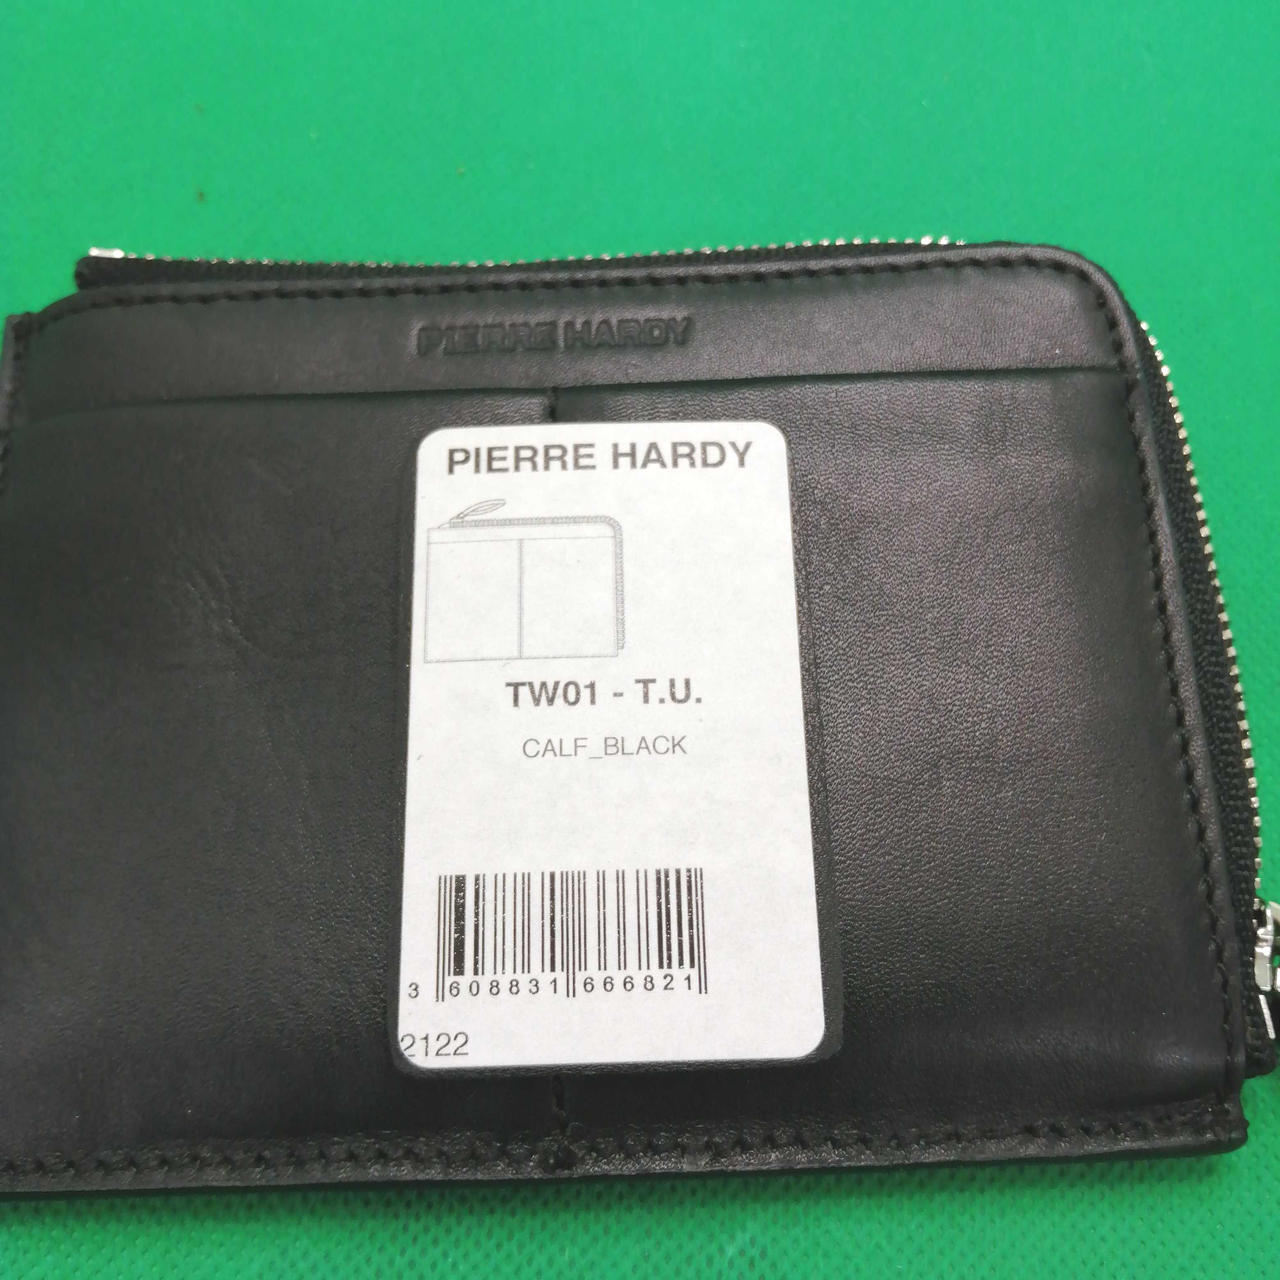 PIERRE HARDY
PIERRE HARDY
TW01 - T.U.
CALF_BLACK
3 608831 666821
2122